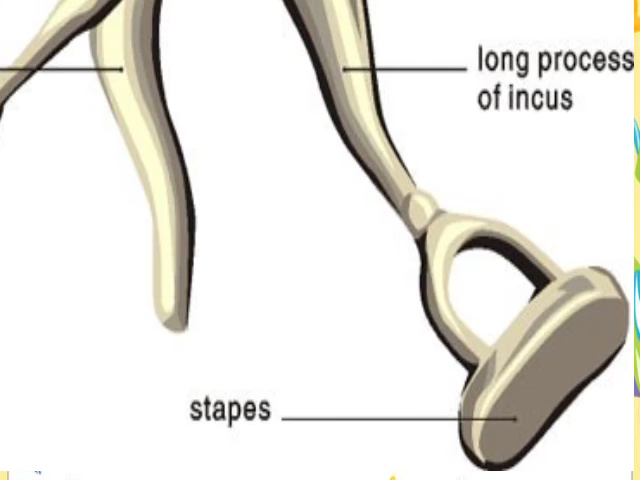 long process
of incus
stapes